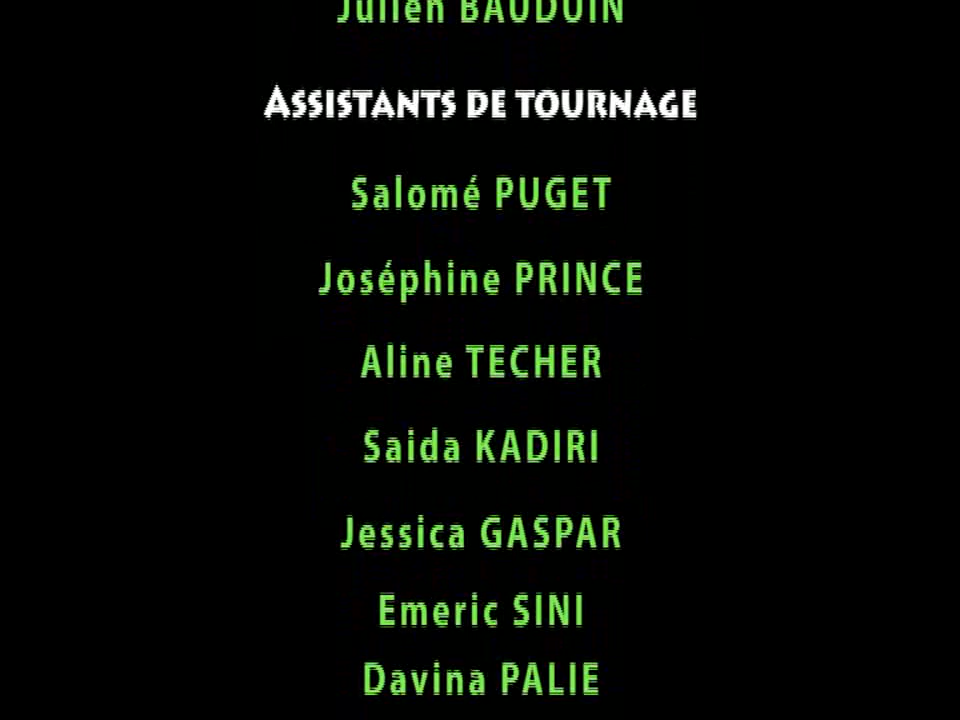 Julien BAUDUIN
ASSISTANTS DE TOURNAGE
Salomé PUGET
Joséphine PRINCE
Aline TECHER
Saida KADIRI
Jessica GASPAR
Emeric SINI
Davina PALIE